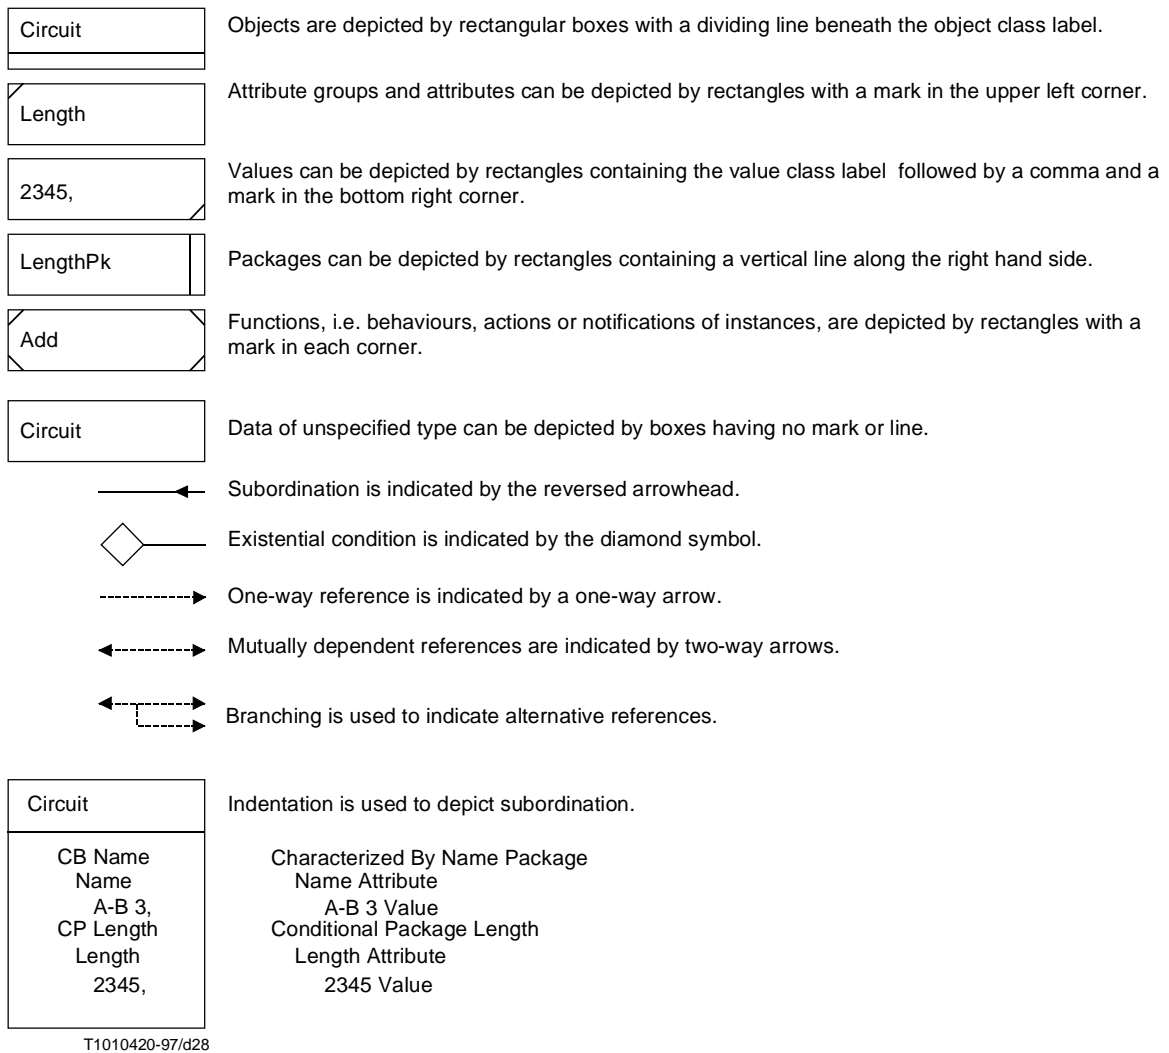 Circuit
Objects are depicted by rectangular boxes with a dividing line beneath the object class label.
Length
Attribute groups and attributes can be depicted by rectangles with a mark in the upper left corner.
2345,
Values can be depicted by rectangles containing the value class label followed by a comma and a
mark in the bottom right corner.
LengthPk
Packages can be depicted by rectangles containing a vertical line along the right hand side.
Add
Functions, i.e. behaviours, actions or notifications of instances, are depicted by rectangles with a
mark in each corner.
Circuit
Data of unspecified type can be depicted by boxes having no mark or line.
Subordination is indicated by the reversed arrowhead.
Existential condition is indicated by the diamond symbol.
One-way reference is indicated by a one-way arrow.
Mutually dependent references are indicated by two-way arrows.
Branching is used to indicate alternative references.
Circuit
Indentation is used to depict subordination.
CB Name
Characterized By Name Package
Name
Name Attribute
A-B 3,
A-B 3 Value
CP Length
Conditional Package Length
Length
Length Attribute
2345,
2345 Value
T1010420-97/d28